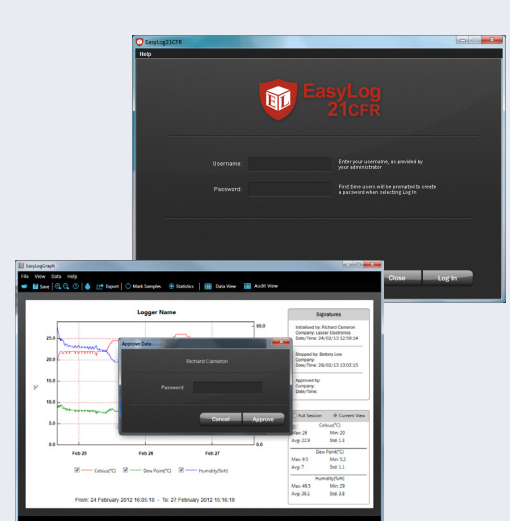 EasyLog21CFR
Help
EasyLog
21CFR
Username:
Enter your username, as provided by
your administrator
Password:
First time users will be prompted to create
a password when selecting Log In
Close
Log In
EasyLogGraph
File View Data Help
Save
Export
Mark Samples
Statistics
Data View
Audit View
Logger Name
25.0
20.0
15.0
10.0
5.0
0.0
°C
50.0
0.0
Feb 25
Feb 26
Feb 27
Celsius(°C)
Dew Point(°C)
Humidity(%rh)
From: 24 February 2012 16:05:18 - To: 27 February 2012 15:16:18
Approve Data
Richard Cameron
Password:
Cancel
Approve
Signatures
Initialised by: Richard Cameron
Company: Lascar Electronics
Date/Time: 24/02/13 12:59:14
Stopped by: Battery Low
Company:
Date/Time: 28/02/13 13:02:15
Approved by:
Company:
Date/Time:
Full Session
Current View
Celsius(°C)
Max: 26 Min: 20
Avg: 22.9 Std: 1.3
Dew Point(°C)
Max: 9.5 Min: 5.2
Avg: 7 Std: 1.1
Humidity(%rh)
Max: 49.5 Min: 29
Avg: 36.1 Std: 3.8